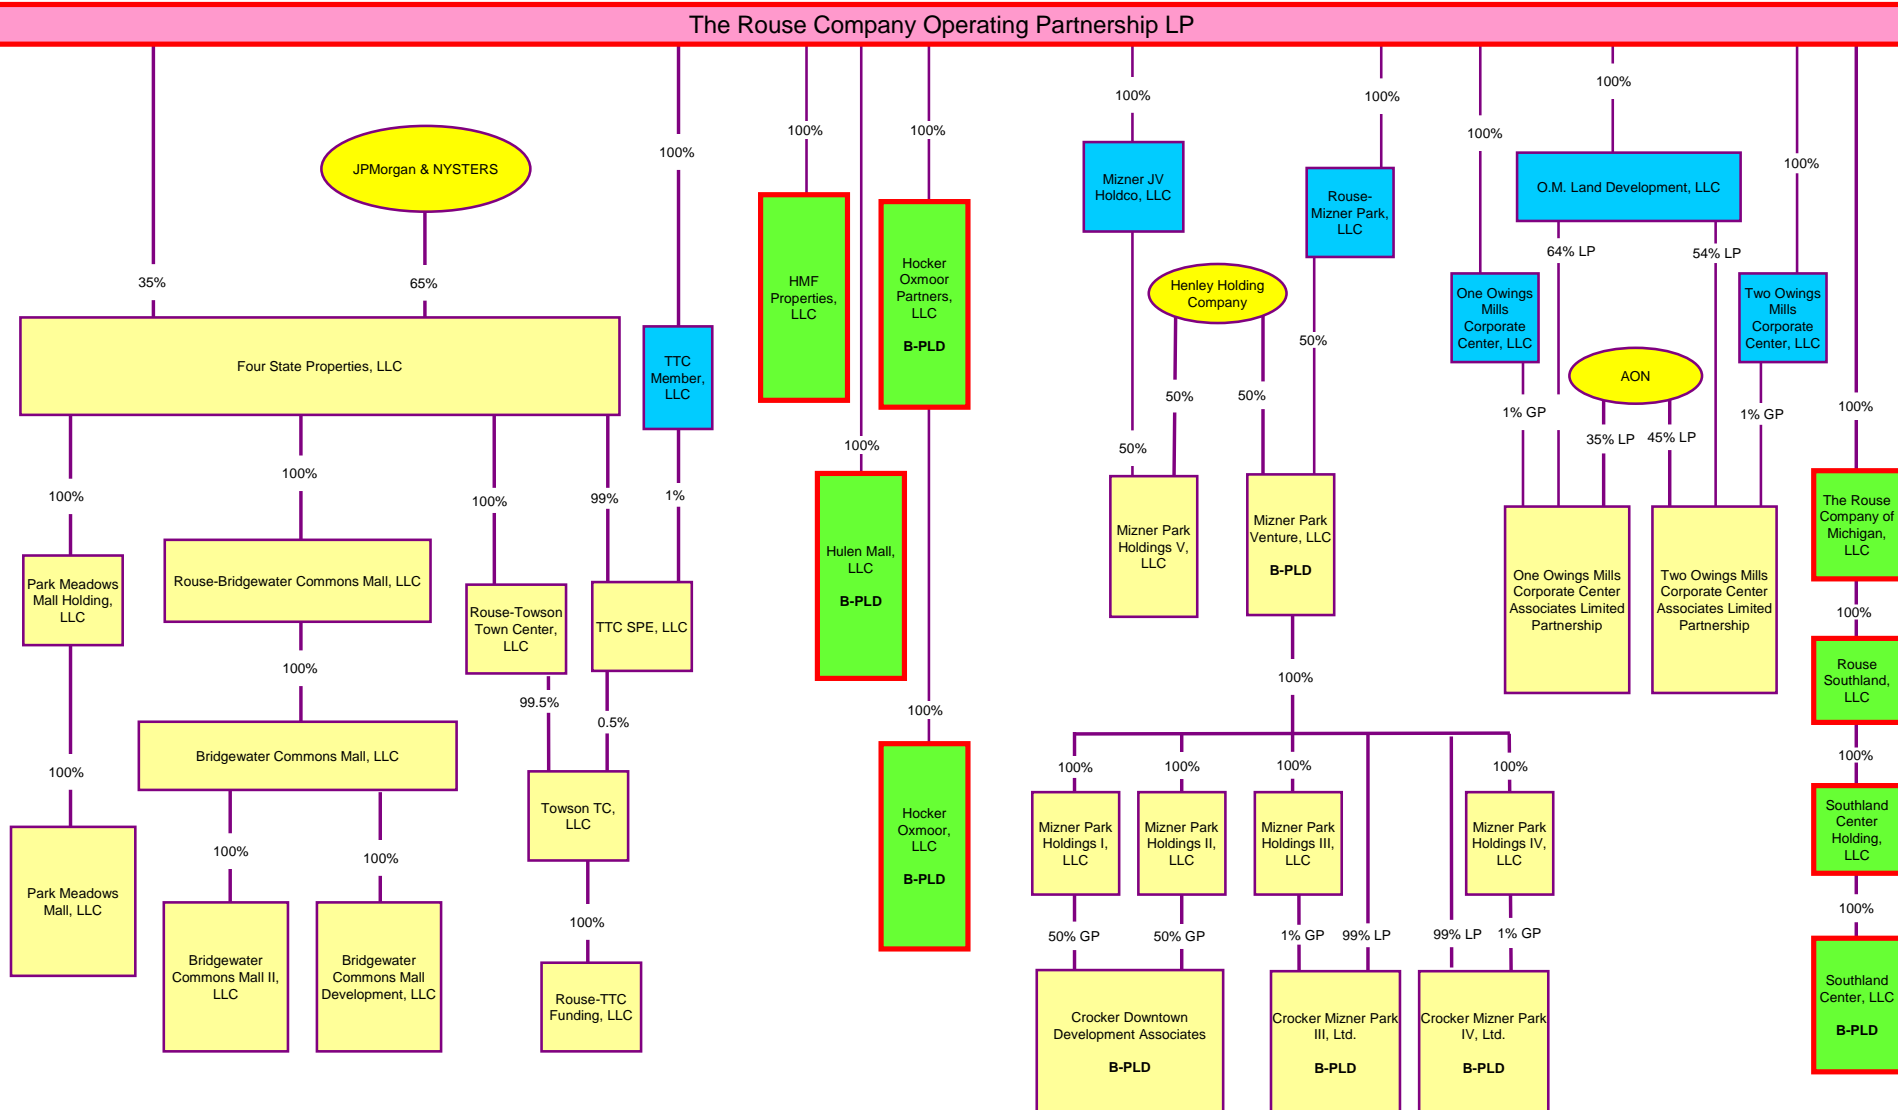 The Rouse Company Operating Partnership LP
100%
100%
100%
100%
100%
100%
100%
100%
100%
JPMorgan & NYSTERS
35%
65%
Mizner JV
Holdco, LLC
Rouse-
Mizner Park,
LLC
O.M. Land Development, LLC
64% LP
54% LP
HMF
Properties,
LLC
Hocker
Oxmoor
Partners,
LLC
B-PLD
Henley Holding
Company
One Owings
Mills
Corporate
Center, LLC
Two Owings
Mills
Corporate
Center, LLC
Four State Properties, LLC
TTC
Member,
LLC
50%
AON
50%
50%
1% GP
1% GP
100%
35% LP
45% LP
100%
50%
100%
100%
100%
99%
1%
Park Meadows
Mall Holding,
LLC
Rouse-Bridgewater Commons Mall, LLC
Rouse-Towson
Town Center,
LLC
TTC SPE, LLC
Hulen Mall,
LLC
B-PLD
Mizner Park
Holdings V,
LLC
Mizner Park
Venture, LLC
B-PLD
One Owings Mills
Corporate Center
Associates Limited
Partnership
Two Owings Mills
Corporate Center
Associates Limited
Partnership
The Rouse
Company of
Michigan,
LLC
100%
Rouse
Southland,
LLC
100%
100%
99.5%
0.5%
100%
100%
100%
Bridgewater Commons Mall, LLC
Park Meadows
Mall, LLC
100%
100%
Towson TC,
LLC
Hocker
Oxmoor,
LLC
B-PLD
100%
100%
100%
100%
Mizner Park
Holdings I,
LLC
Mizner Park
Holdings II,
LLC
Mizner Park
Holdings III,
LLC
Mizner Park
Holdings IV,
LLC
Southland
Center
Holding,
LLC
100%
100%
50% GP
50% GP
1% GP
99% LP
99% LP
1% GP
Bridgewater
Commons Mall II,
LLC
Bridgewater
Commons Mall
Development, LLC
Rouse-TTC
Funding, LLC
Crocker Downtown
Development Associates
B-PLD
Crocker Mizner Park
III, Ltd.
B-PLD
Crocker Mizner Park
IV, Ltd.
B-PLD
Southland
Center, LLC
B-PLD